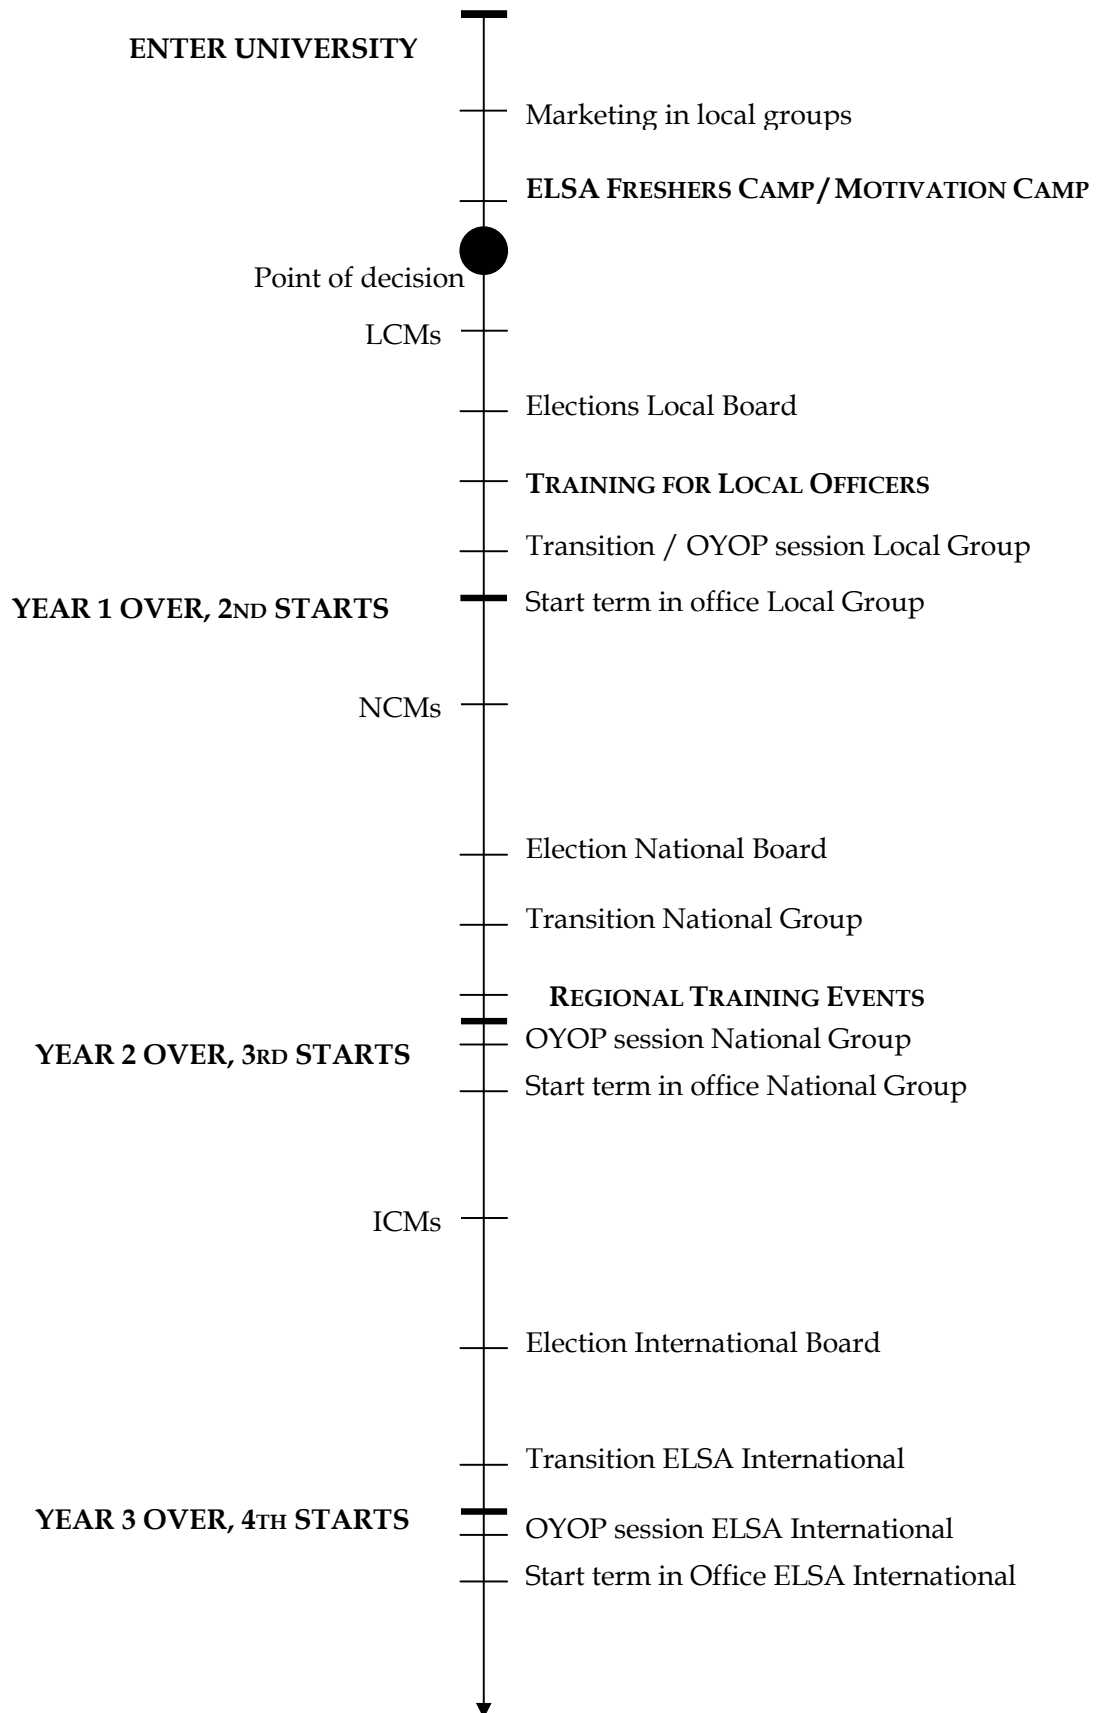 ENTER UNIVERSITY
Marketing in local groups
ELSA FRESHERS CAMP/MOTIVATION CAMP
Point of decision
LCMs
Elections Local Board
TRAINING FOR LOCAL OFFICERS
Transition / OYOP session Local Group
YEAR 1 OVER, 2ND STARTS
Start term in office Local Group
NCMs
Election National Board
Transition National Group
REGIONAL TRAINING EVENTS
OYOP session National Group
YEAR 2 OVER, 3RD STARTS
Start term in office National Group
ICMs
Election International Board
Transition ELSA International
YEAR 3 OVER, 4TH STARTS
OYOP session ELSA International
Start term in Office ELSA International